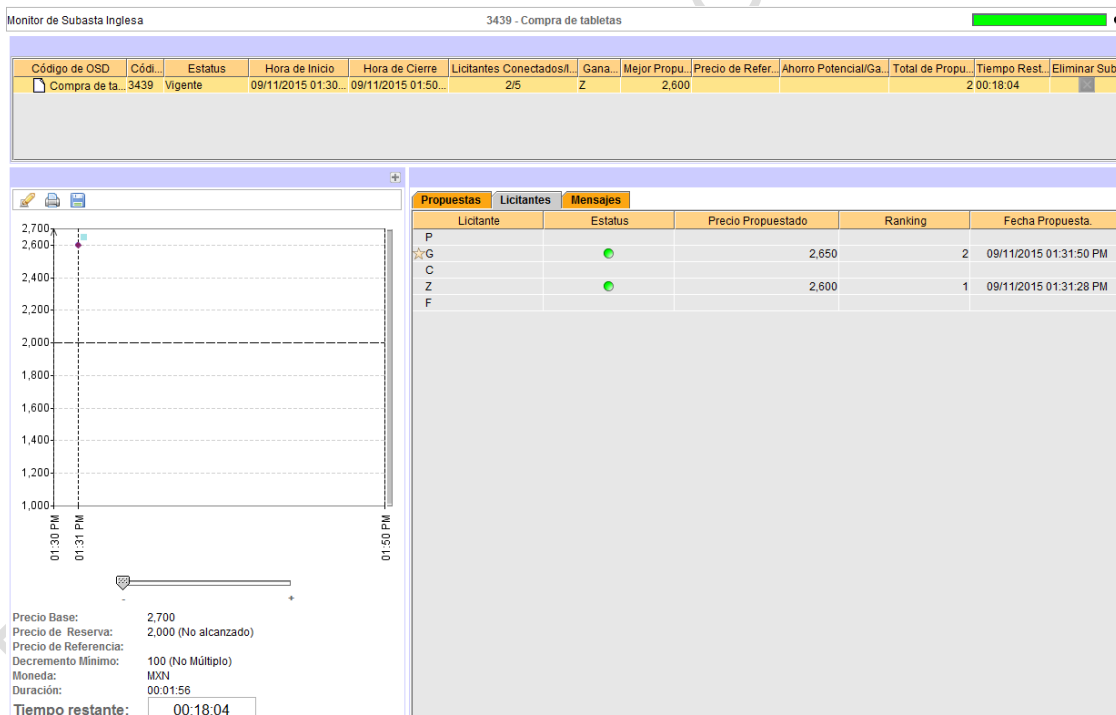 Monitor de Subasta Inglesa 3439 - Compra de tabletas
Código de OSD Códi... Estatus Hora de Inicio Hora de Cierre Licitantes Conectados/I... Gana... Mejor Propu... Precio de Refer... Ahorro Potencial/Ga... Total de Propu... Tiempo Rest... Eliminar Sub
Compra de ta... 3439 Vigente 09/11/2015 01:30... 09/11/2015 01:50... 2/5 Z 2,600 2 00:18:04
Propuestas Licitantes Mensajes
Licitante Estatus Precio Propuestado Ranking Fecha Propuesta.
P
G 2,650 2 09/11/2015 01:31:50 PM
C
Z 2,600 1 09/11/2015 01:31:28 PM
F
2,700
2,600
2,400
2,200
2,000
1,800
1,600
1,400
1,200
1,000
01:30 PM
01:31 PM
01:50 PM
- +
Precio Base: 2,700
Precio de Reserva: 2,000 (No alcanzado)
Precio de Referencia:
Decremento Mínimo: 100 (No Múltiplo)
Moneda: MXN
Duración: 00:01:56
Tiempo restante: 00:18:04